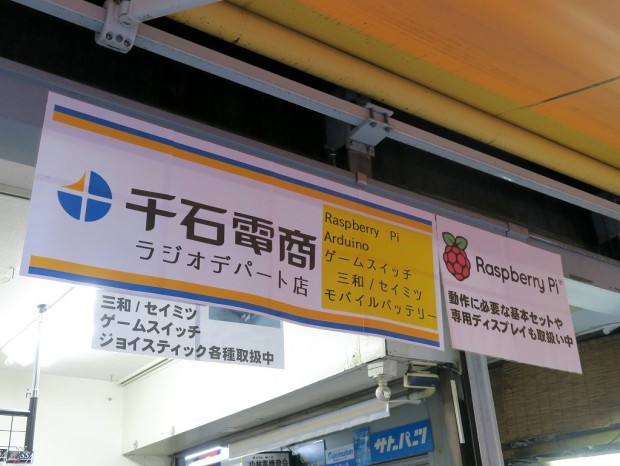 千石電商
ラジオデパート店
Raspberry Pi
Arduino
ゲームスイッチ
三和/セイミツ
モバイルバッテリー
Raspberry Pi
動作に必要な基本セットや
専用ディスプレイも取扱い中
三和/セイミツ
ゲームスイッチ
ジョイスティック各種取扱中
サトーパーツ